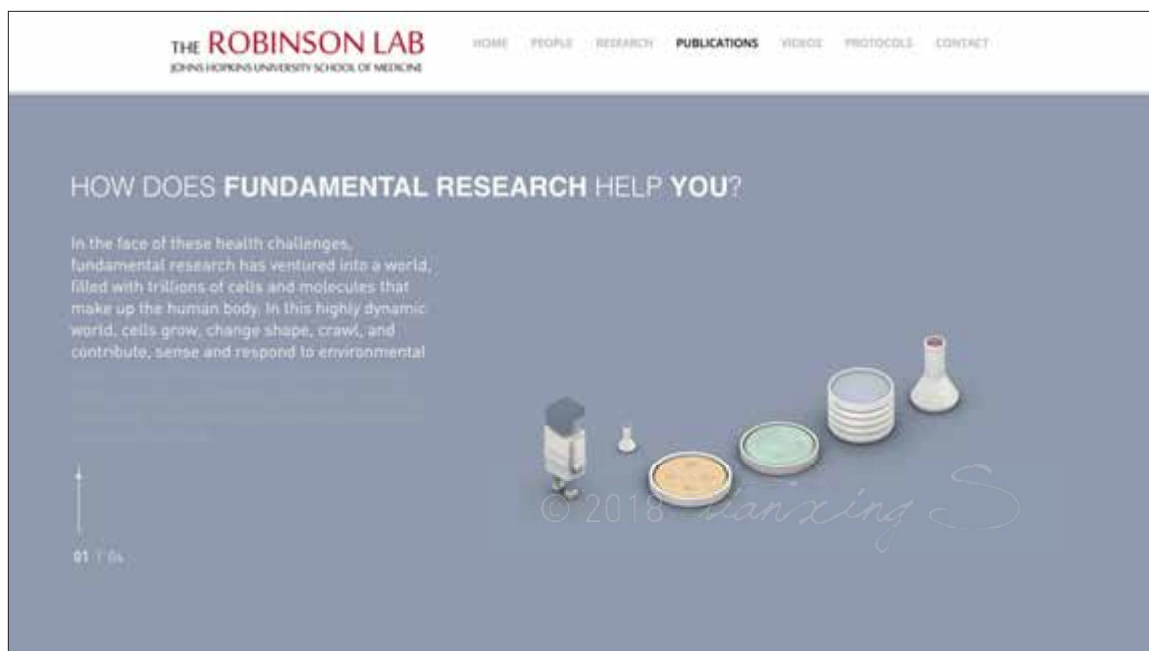 THE ROBINSON LAB
JOHNS HOPKINS UNIVERSITY SCHOOL OF MEDICINE
HOME PEOPLE RESEARCH PUBLICATIONS VIDEOS PROTOCOLS CONTACT
HOW DOES FUNDAMENTAL RESEARCH HELP YOU?
In the face of these health challenges,
fundamental research has ventured into a world,
filled with trillions of cells and molecules that
make up the human body. In this highly dynamic
world, cells grow, change shape, crawl, and
contribute, sense and respond to environmental
© 2018 Tianxing S
01 / 04